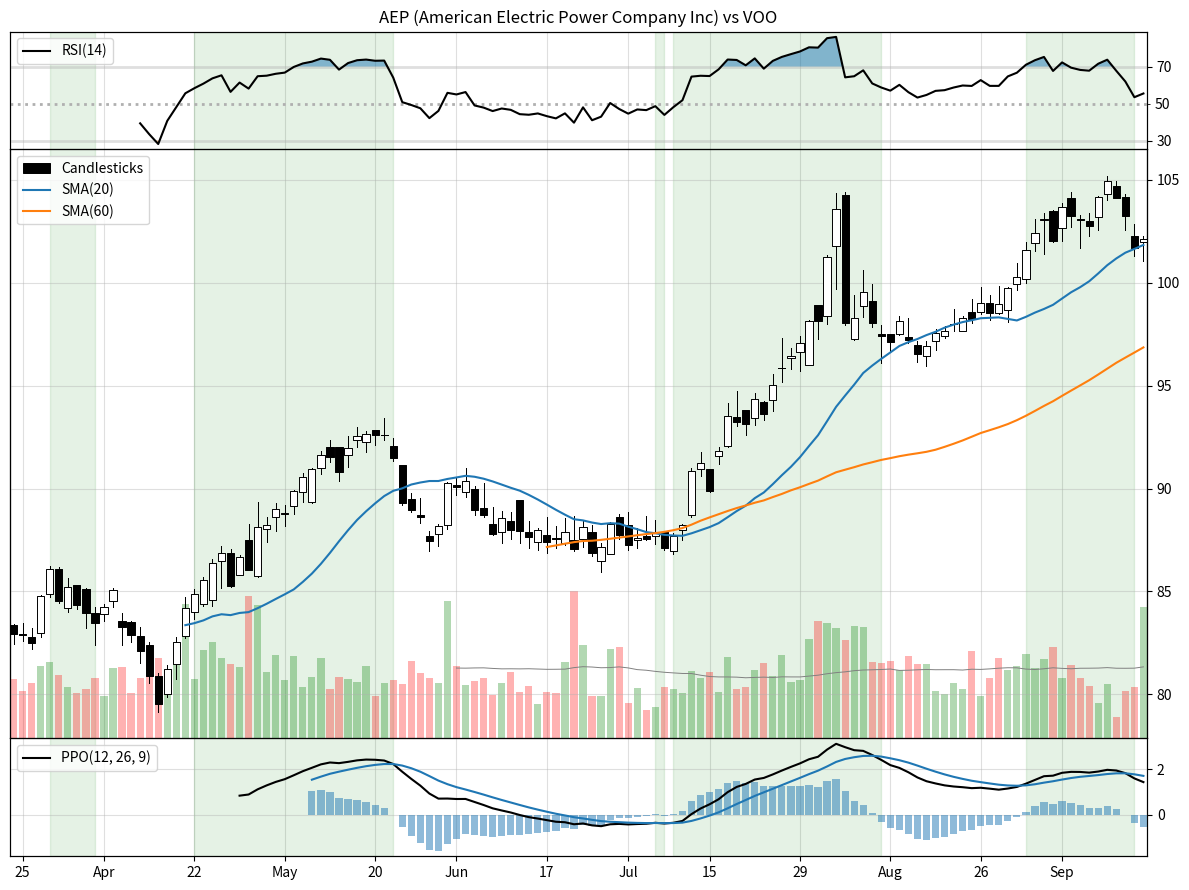 AEP (American Electric Power Company Inc) vs VOO
RSI(14)
70
50
30
Candlesticks
SMA(20)
SMA(60)
105
100
95
90
85
80
PPO(12, 26, 9)
2
0
25 Apr 22 May 20 Jun 17 Jul 15 29 Aug 26 Sep